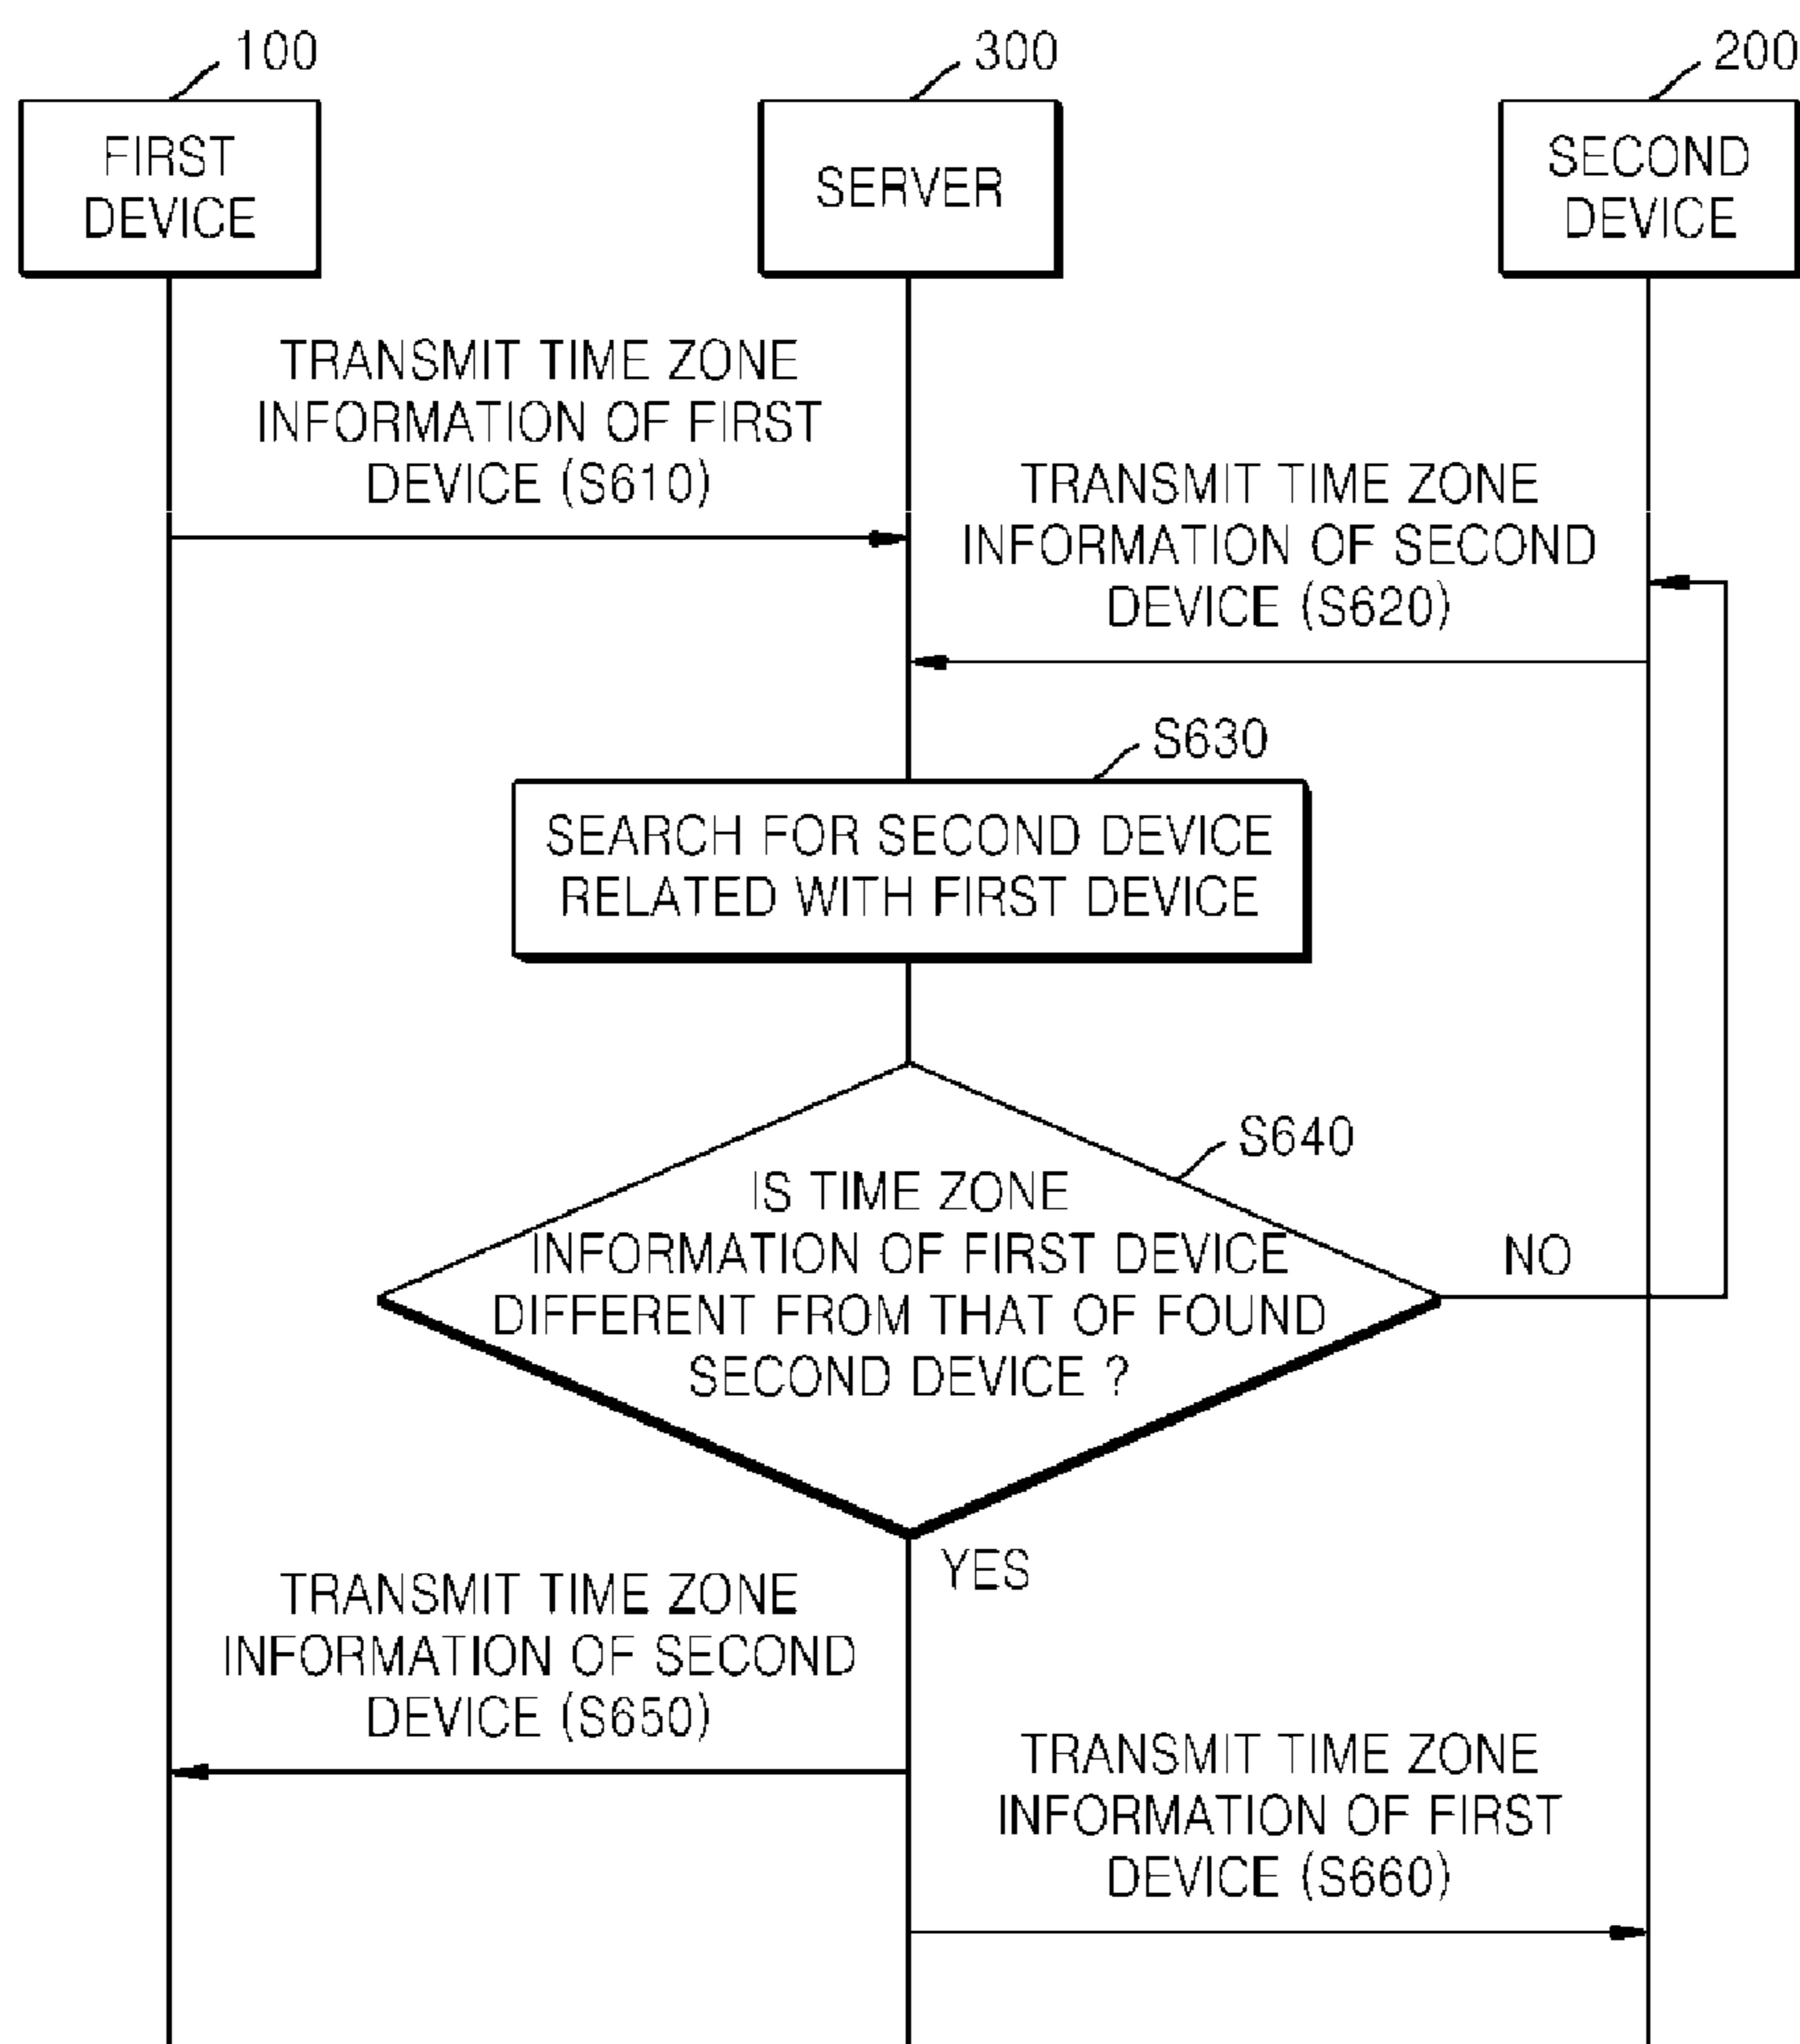 100
300
200
FIRST
DEVICE
SERVER
SECOND
DEVICE
TRANSMIT TIME ZONE
INFORMATION OF FIRST
DEVICE (S610)
TRANSMIT TIME ZONE
INFORMATION OF SECOND
DEVICE (S620)
S630
SEARCH FOR SECOND DEVICE
RELATED WITH FIRST DEVICE
S640
IS TIME ZONE
INFORMATION OF FIRST DEVICE
DIFFERENT FROM THAT OF FOUND
SECOND DEVICE ?
NO
YES
TRANSMIT TIME ZONE
INFORMATION OF SECOND
DEVICE (S650)
TRANSMIT TIME ZONE
INFORMATION OF FIRST
DEVICE (S660)